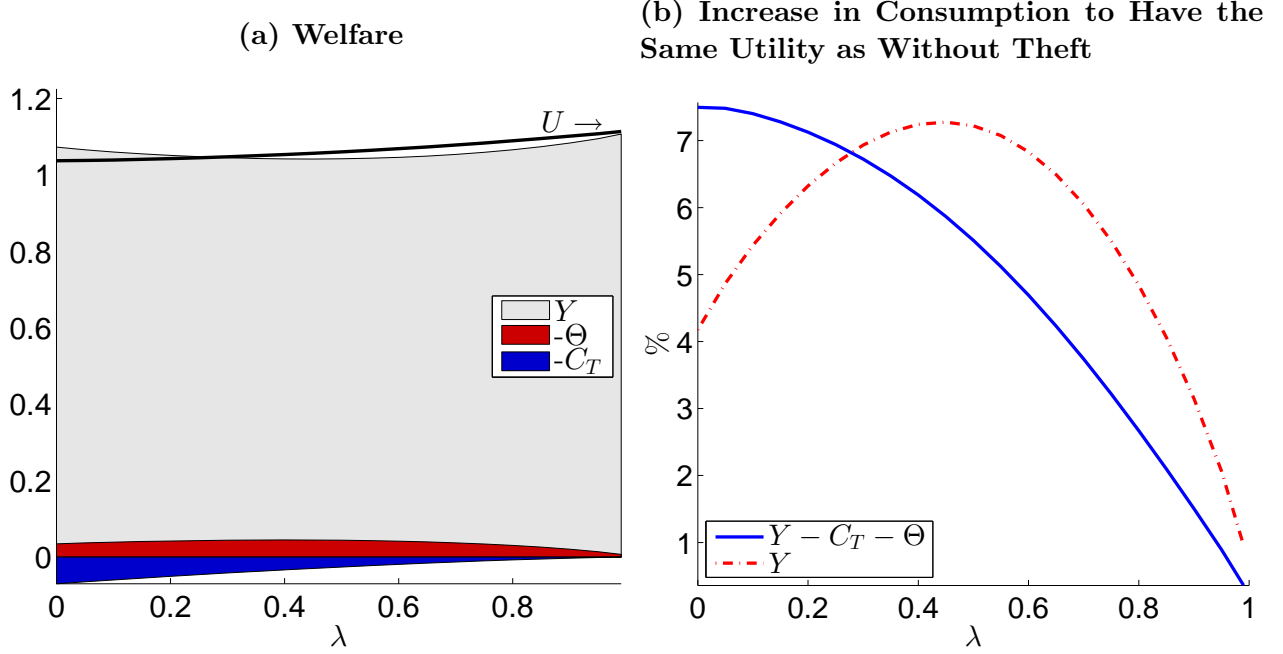 (a) Welfare
1.2
1
0.8
0.6
0.4
0.2
0
0
0.2
0.4
0.6
0.8
λ
U →
Y
-Θ
-C_T
(b) Increase in Consumption to Have the
Same Utility as Without Theft
7
6
5
4
3
2
1
%
0
0.2
0.4
0.6
0.8
1
λ
Y − C_T − Θ
Y